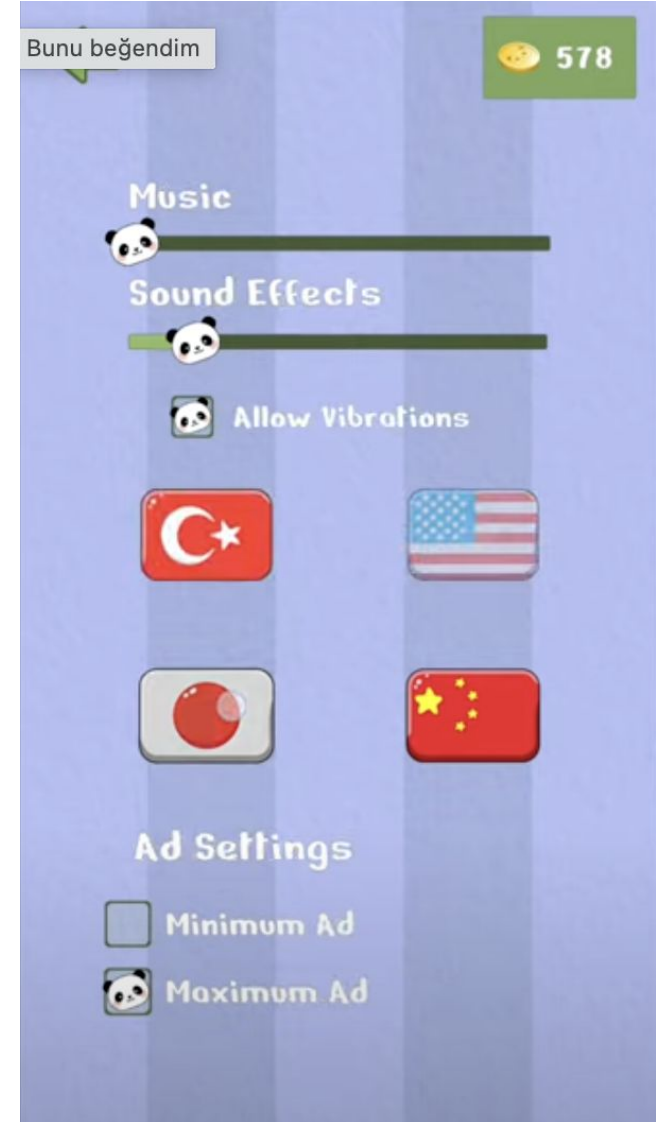 Bunu beğendim
578
Music
Sound Effects
Allow Vibrations
Ad Settings
Minimum Ad
Maximum Ad